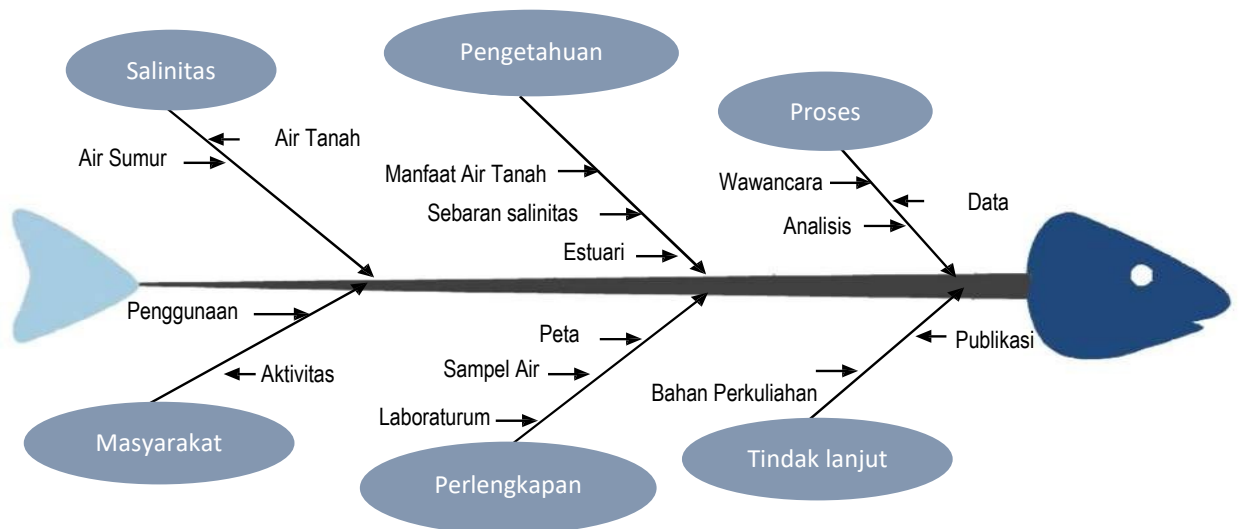 Salinitas
Pengetahuan
Proses
Air Tanah
Air Sumur
Manfaat Air Tanah
Sebaran salinitas
Estuari
Wawancara
Data
Analisis
Penggunaan
Aktivitas
Peta
Sampel Air
Laboraturum
Publikasi
Bahan Perkuliahan
Masyarakat
Perlengkapan
Tindak lanjut